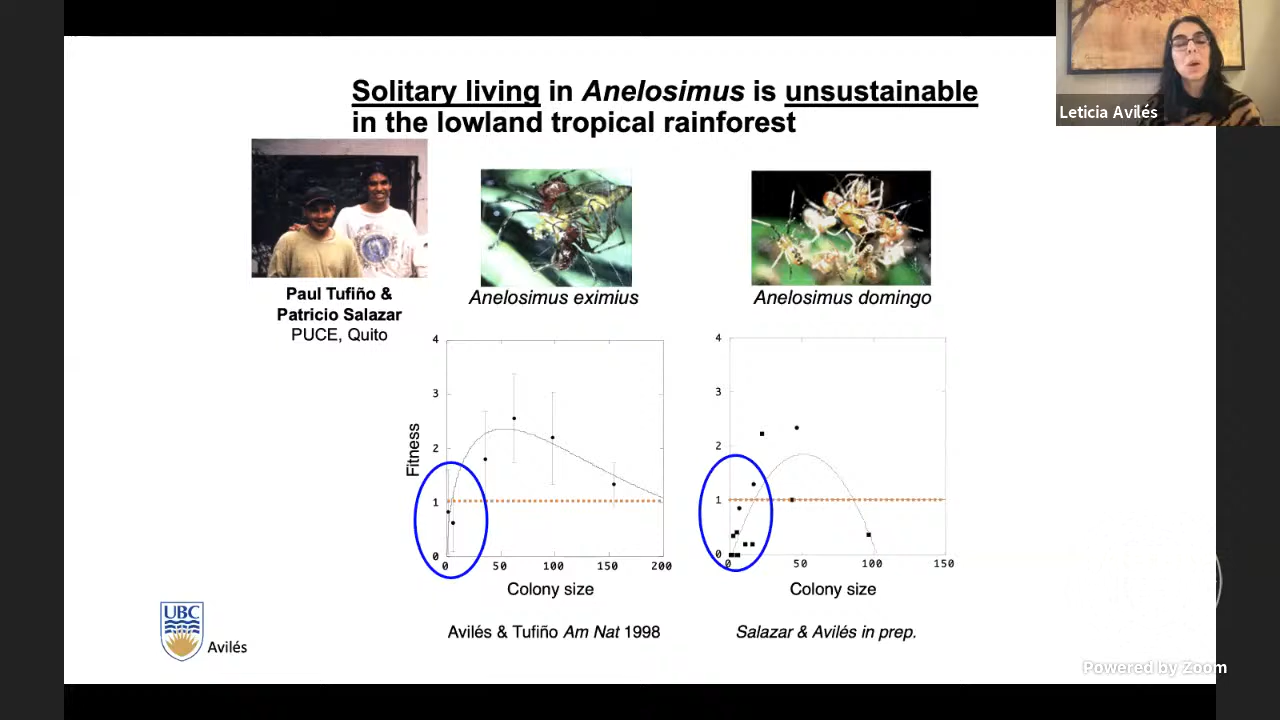 Solitary living in Anelosimus is unsustainable
in the lowland tropical rainforest
Leticia Avilés
Paul Tufiño &
Patricio Salazar
PUCE, Quito
Anelosimus eximius
Anelosimus domingo
Fitness
4
3
2
1
0
0 50 100 150 200
Colony size
4
3
2
1
0
0 50 100 150
Colony size
Avilés & Tufiño Am Nat 1998
Salazar & Avilés in prep.
UBC
Avilés
Powered by Zoom